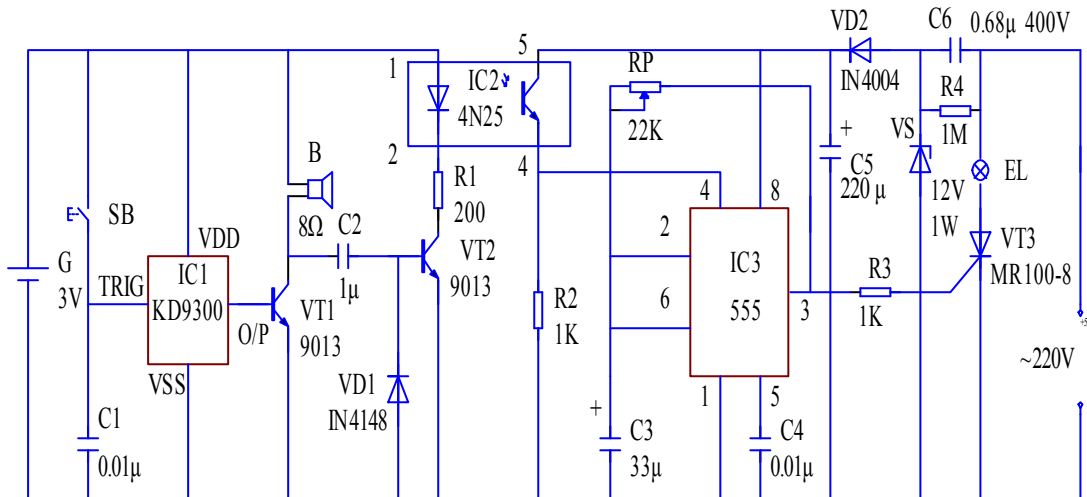 VD2
C6
0.68μ 400V
5
1
IC2
RP
IN4004
R4
4N25
22K
1M
VS
2
B
4
+
C5
EL
220 μ
R1
200
12V
1W
SB
8Ω
C2
4
8
VT3
MR100-8
VDD
2
G
3V
IC1
VT2
IC3
TRIG
KD9300
1μ
9013
R2
1K
6
555
3
R3
1K
O/P
VT1
9013
~220V
VSS
VD1
IN4148
1
5
C1
0.01μ
+
C3
33μ
C4
0.01μ